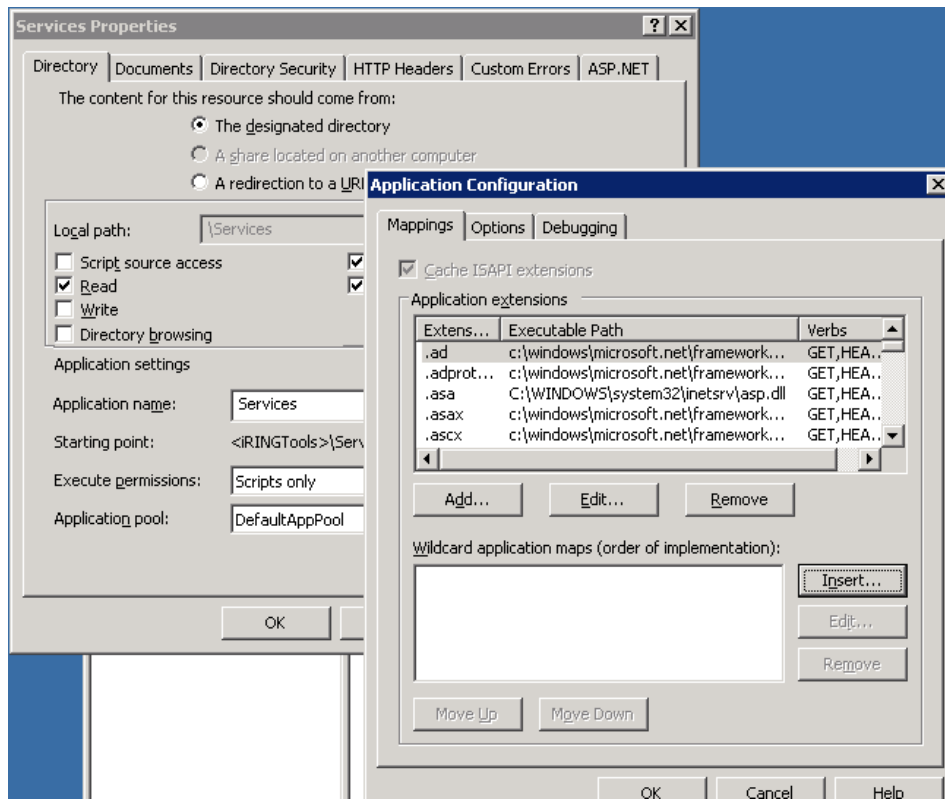 Services Properties
Directory Documents Directory Security HTTP Headers Custom Errors ASP.NET
The content for this resource should come from:
The designated directory
A share located on another computer
A redirection to a URL
Local path: \Services
Script source access
Read
Write
Directory browsing
Application settings
Application name: Services
Starting point: <iRINGTools>\Serv
Execute permissions: Scripts only
Application pool: DefaultAppPool
OK
Application Configuration
Mappings Options Debugging
Cache ISAPI extensions
Application extensions
Extens... Executable Path Verbs
.ad c:\windows\microsoft.net\framework... GET,HEA...
.adprot... c:\windows\microsoft.net\framework... GET,HEA...
.asa C:\WINDOWS\system32\inetsrv\asp.dll GET,HEA...
.asax c:\windows\microsoft.net\framework... GET,HEA...
.ascx c:\windows\microsoft.net\framework... GET,HEA...
Add... Edit... Remove
Wildcard application maps (order of implementation):
Insert...
Edit...
Remove
Move Up Move Down
OK Cancel Help